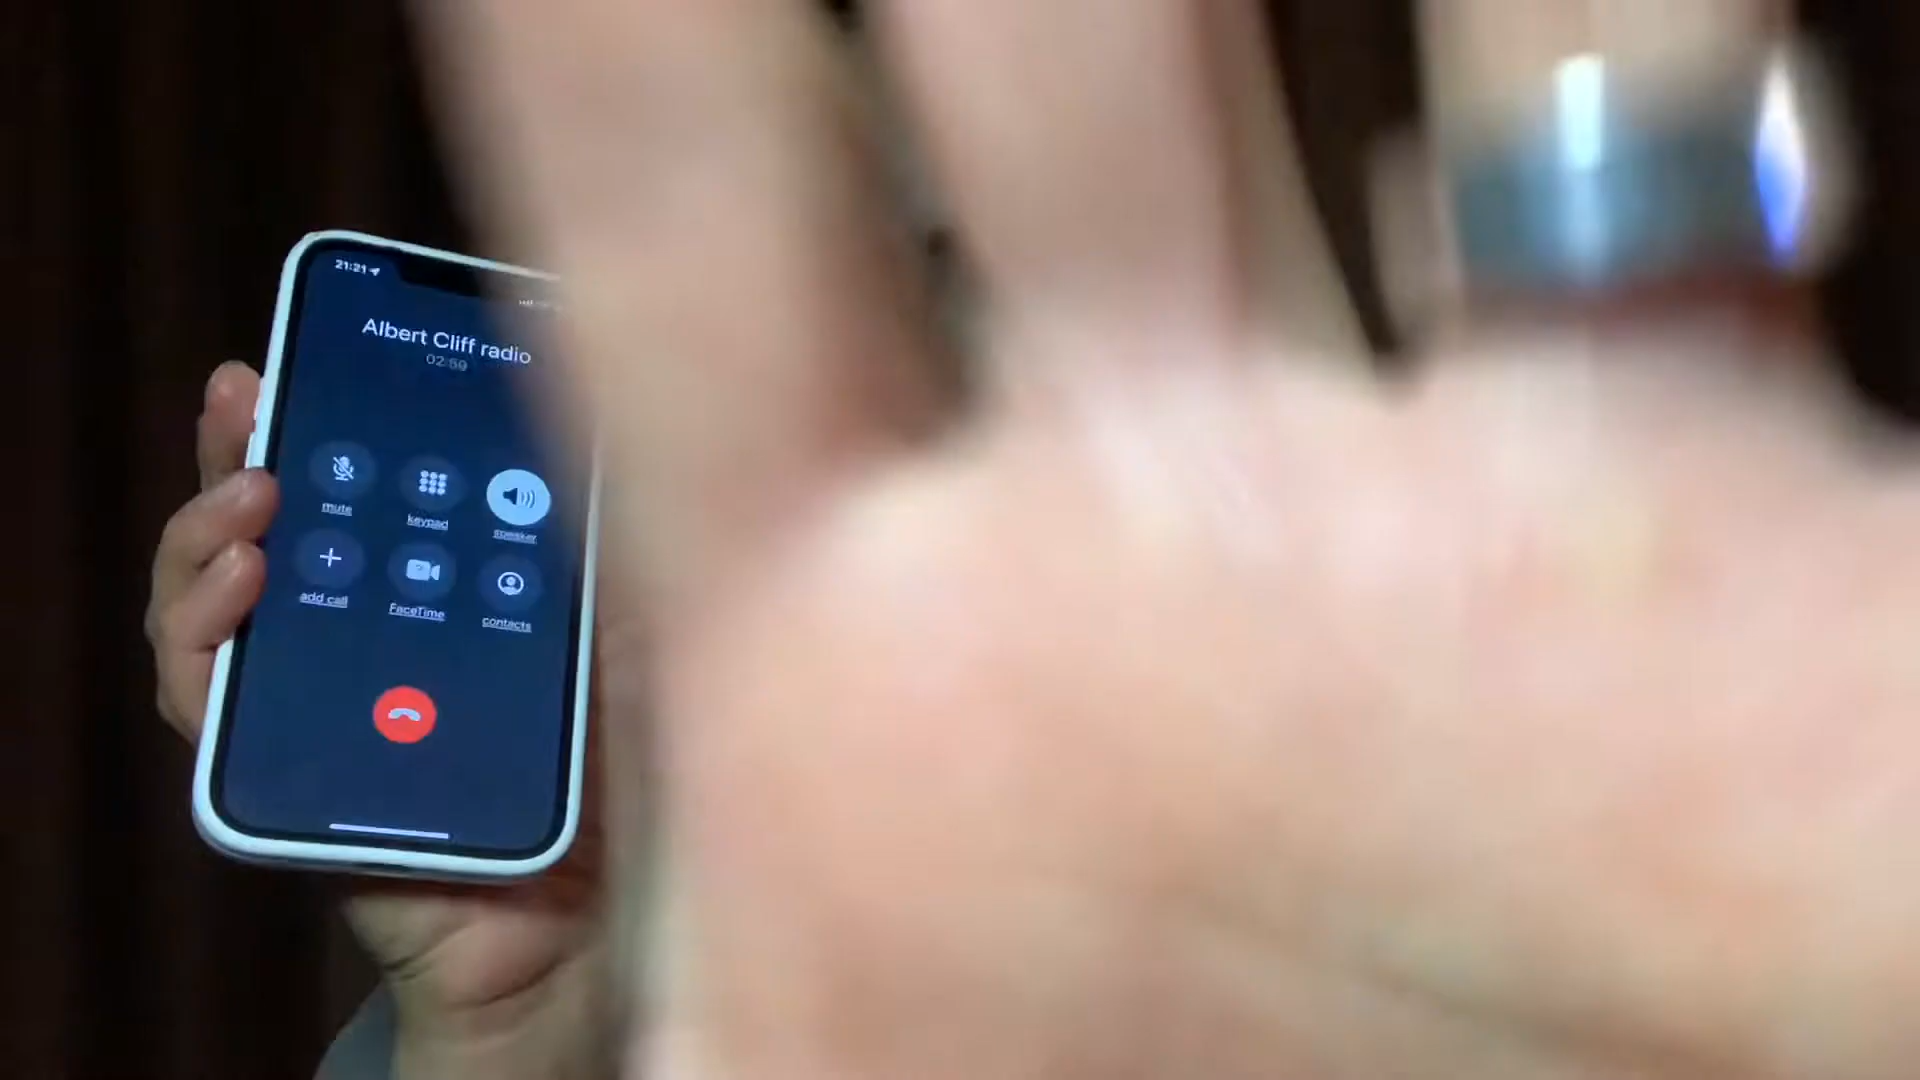 21:21
Albert Cliff radio
02:59
mute
keypad
speaker
add call
FaceTime
contacts